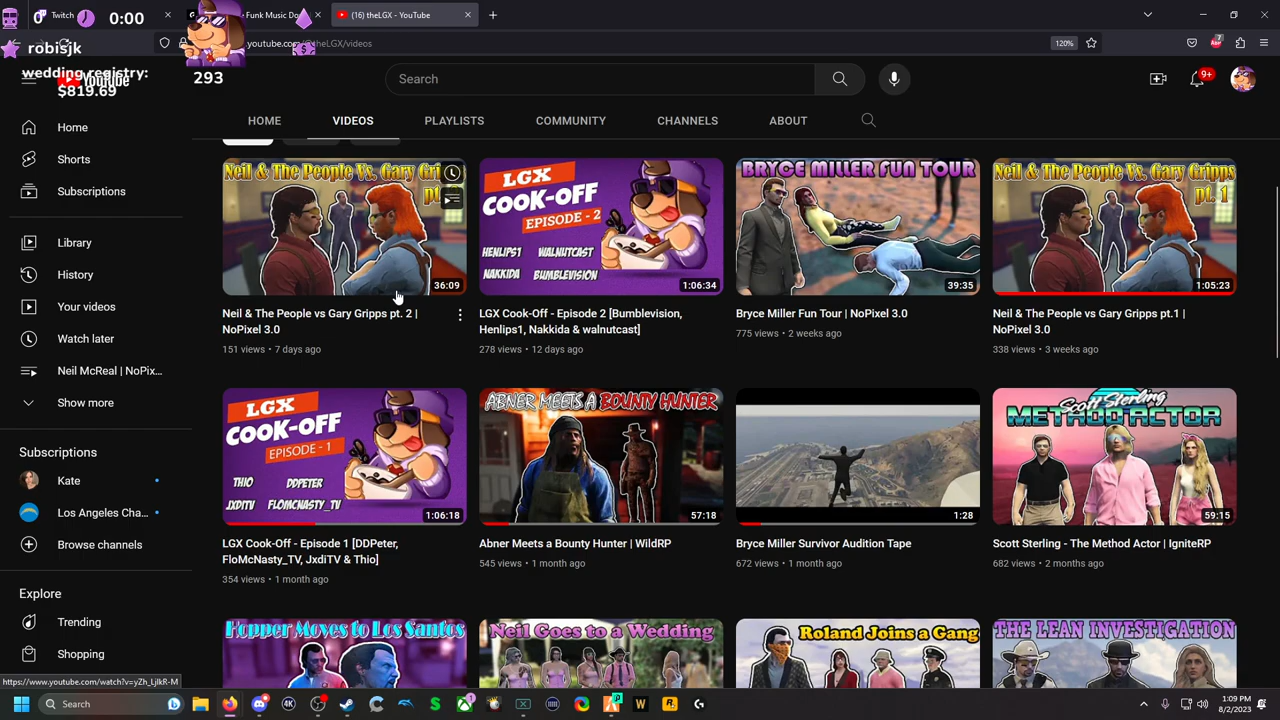 Twitch
0:00
Funk Music Do
(16) theLGX - YouTube
robisjk
youtube.com/@theLGX/videos
120%
7
wedding registry:
$819.69
293
YouTube
Search
9+
HOME
VIDEOS
PLAYLISTS
COMMUNITY
CHANNELS
ABOUT
Home
Shorts
Subscriptions
Library
History
Your videos
Watch later
Neil McReal | NoPix...
Show more
Subscriptions
Kate
Los Angeles Cha...
Browse channels
Explore
Trending
Shopping
Neil & The People Vs. Gary Gri
pt.
36:09
Neil & The People vs Gary Gripps pt. 2 |
NoPixel 3.0
151 views • 7 days ago
LGX
COOK-OFF
EPISODE - 2
HENLIPS1 WALNUTCAST
NAKKIDA BUMBLEVISION
1:06:34
LGX Cook-Off - Episode 2 [Bumblevision,
Henlips1, Nakkida & walnutcast]
278 views • 12 days ago
BRYCE MILLER FUN TOUR
39:35
Bryce Miller Fun Tour | NoPixel 3.0
775 views • 2 weeks ago
Neil & The People Vs. Gary Gripps
pt. 1
1:05:23
Neil & The People vs Gary Gripps pt.1 |
NoPixel 3.0
338 views • 3 weeks ago
LGX
COOK-OFF
EPISODE - 1
THIO DDPETER
JXDITV FLOMCNASTY_TV
1:06:18
LGX Cook-Off - Episode 1 [DDPeter,
FloMcNasty_TV, JxdiTV & Thio]
354 views • 1 month ago
ABNER MEETS A BOUNTY HUNTER
57:18
Abner Meets a Bounty Hunter | WildRP
545 views • 1 month ago
1:28
Bryce Miller Survivor Audition Tape
672 views • 1 month ago
Scott Sterling
METHOD ACTOR
59:15
Scott Sterling - The Method Actor | IgniteRP
682 views • 2 months ago
Hopper Moves to Los Santos
Neil Goes to a Wedding
Roland Joins a Gang
THE LEAN INVESTIGATION
https://www.youtube.com/watch?v=yZh_LjlkR-M
Search
1:09 PM
8/2/2023